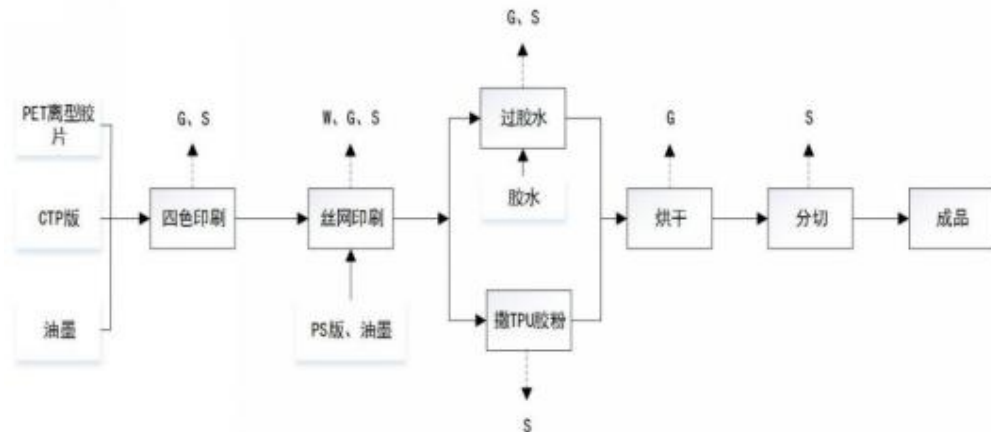 G、S
PET离型胶
片
G、S
W、G、S
过胶水
G
S
CTP版
四色印刷
丝网印刷
胶水
烘干
分切
成品
油墨
PS版、油墨
撒TPU胶粉
S